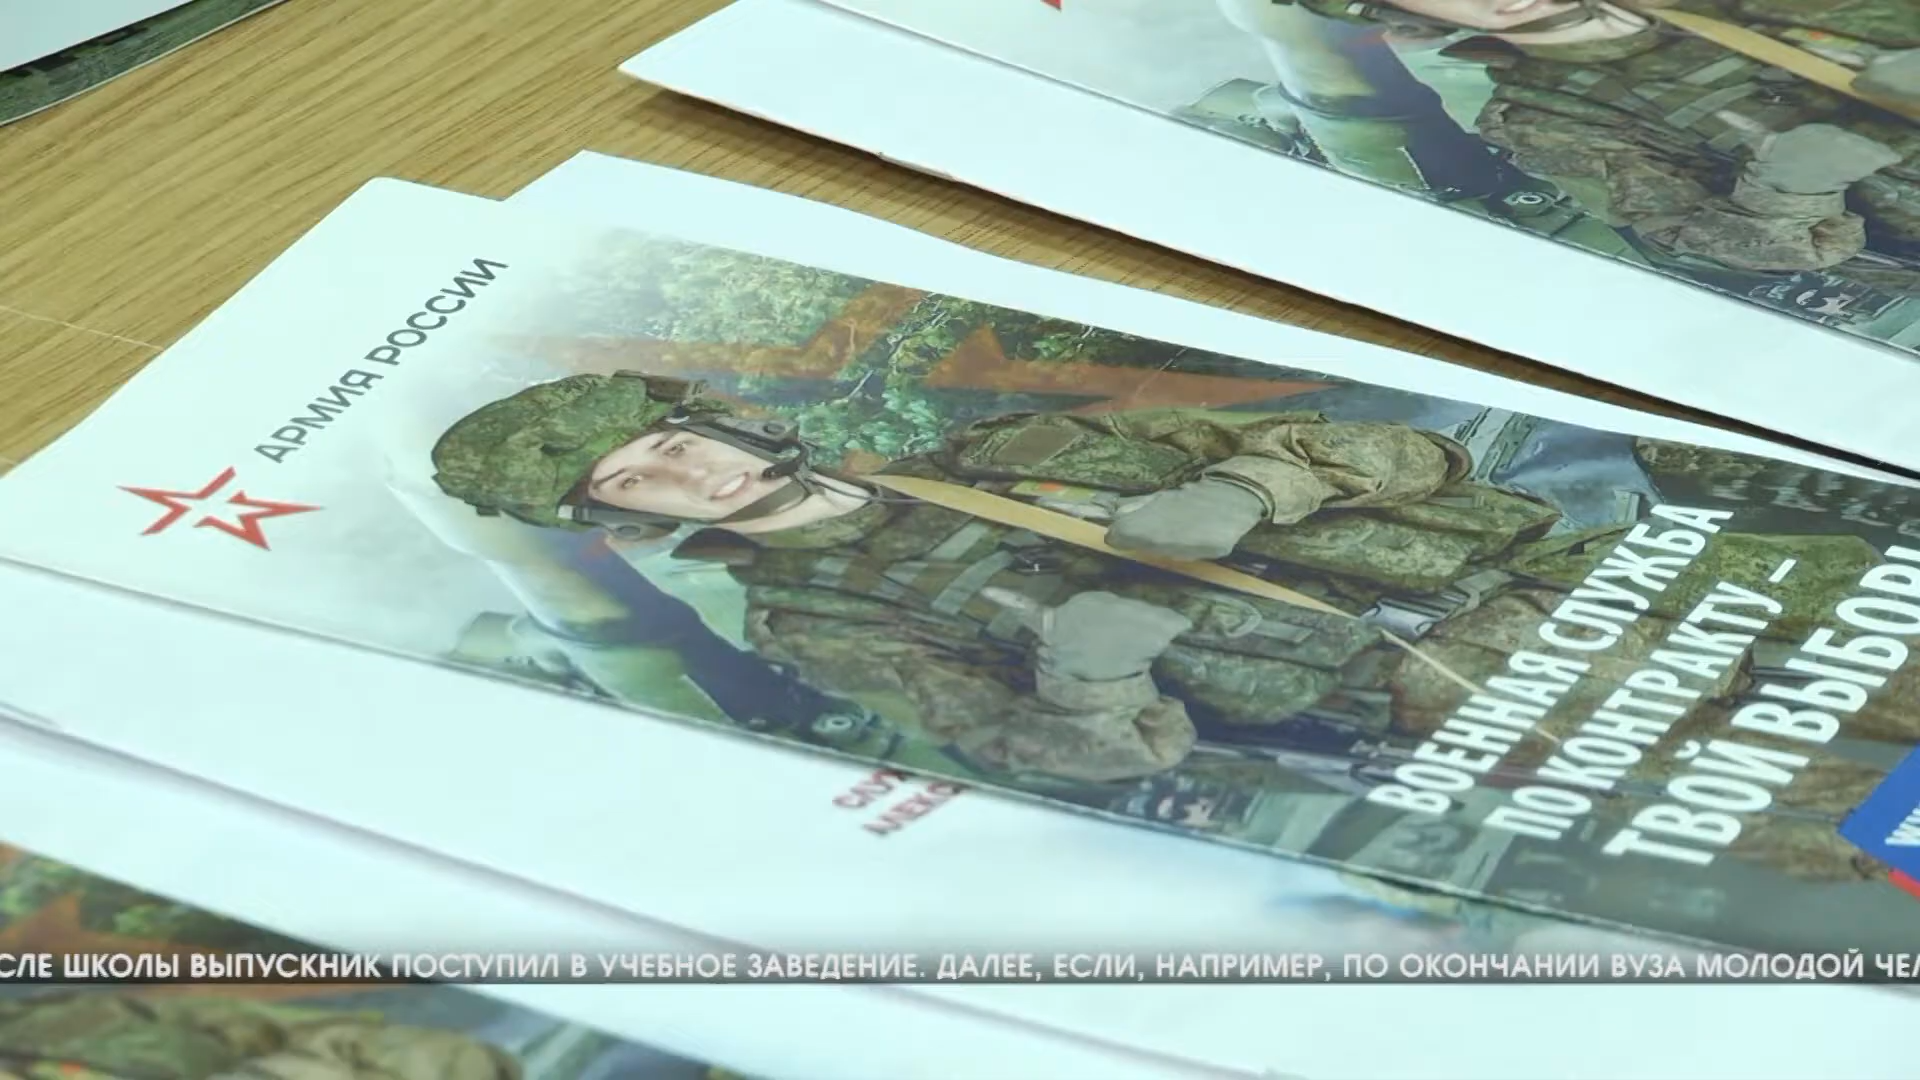 АРМИЯ РОССИИ
ВОЕННАЯ СЛУЖБА
ПО КОНТРАКТУ –
ТВОЙ ВЫБОР!
СЛЕ ШКОЛЫ ВЫПУСКНИК ПОСТУПИЛ В УЧЕБНОЕ ЗАВЕДЕНИЕ. ДАЛЕЕ, ЕСЛИ, НАПРИМЕР, ПО ОКОНЧАНИИ ВУЗА МОЛОДОЙ ЧЕЛ